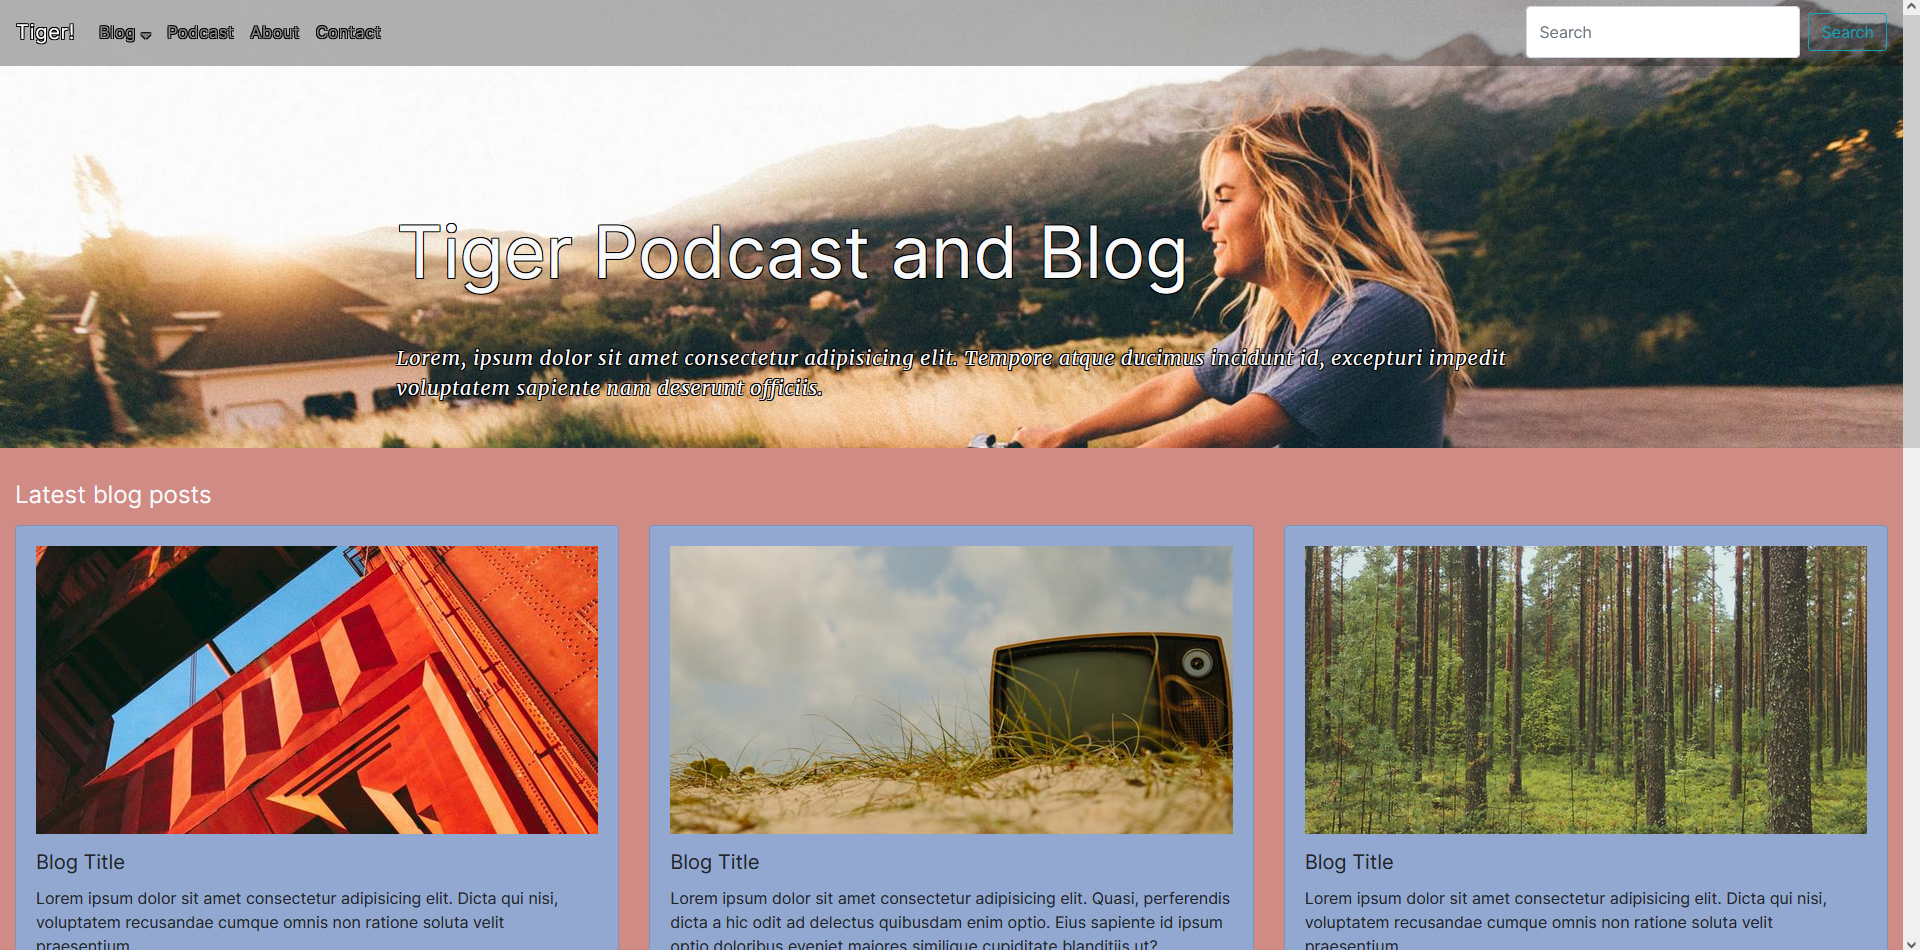 Tiger! Blog Podcast About Contact Search Search
Tiger Podcast and Blog
Lorem, ipsum dolor sit amet consectetur adipisicing elit. Tempore atque ducimus incidunt id, excepturi impedit
voluptatem sapiente nam deserunt officiis.
Latest blog posts
Blog Title
Lorem ipsum dolor sit amet consectetur adipisicing elit. Dicta qui nisi,
voluptatem recusandae cumque omnis non ratione soluta velit
praesentium
Blog Title
Lorem ipsum dolor sit amet consectetur adipisicing elit. Quasi, perferendis
dicta a hic odit ad delectus quibusdam enim optio. Eius sapiente id ipsum
optio doloribus eveniet maiores similique cupiditate blanditiis ut?
Blog Title
Lorem ipsum dolor sit amet consectetur adipisicing elit. Dicta qui nisi,
voluptatem recusandae cumque omnis non ratione soluta velit
praesentium